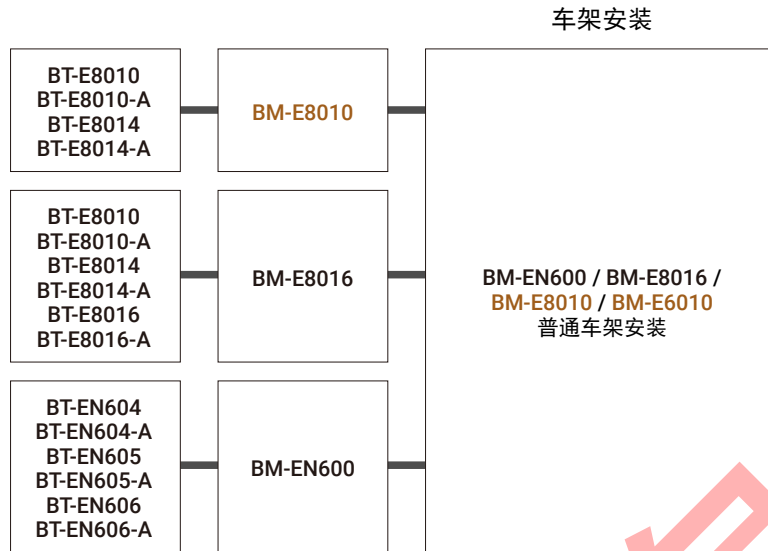 车架安装
BT-E8010
BT-E8010-A
BT-E8014
BT-E8014-A
BM-E8010
BT-E8010
BT-E8010-A
BT-E8014
BT-E8014-A
BT-E8016
BT-E8016-A
BM-E8016
BT-EN604
BT-EN604-A
BT-EN605
BT-EN605-A
BT-EN606
BT-EN606-A
BM-EN600
BM-EN600 / BM-E8016 /
BM-E8010 / BM-E6010
普通车架安装